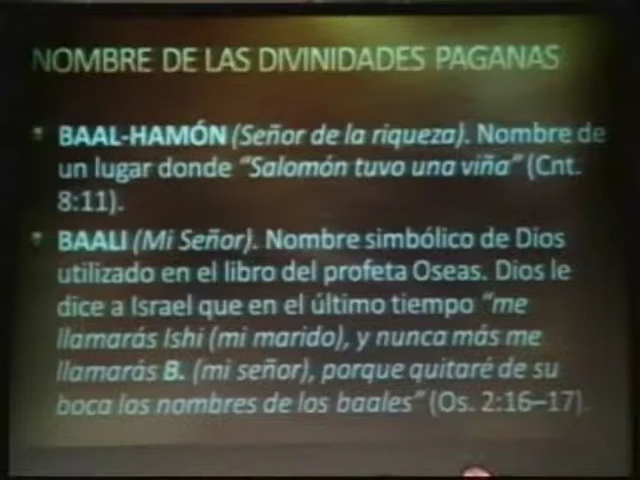 NOMBRE DE LAS DIVINIDADES PAGANAS
BAAL-HAMÓN (Señor de la riqueza). Nombre de
un lugar donde "Salomón tuvo una viña" (Cnt.
8:11).
BAALI (Mi Señor). Nombre simbólico de Dios
utilizado en el libro del profeta Oseas. Dios le
dice a Israel que en el último tiempo "me
llamarás Ishi (mi marido), y nunca más me
llamarás B. (mi señor), porque quitaré de su
boca los nombres de los baales" (Os. 2:16–17).